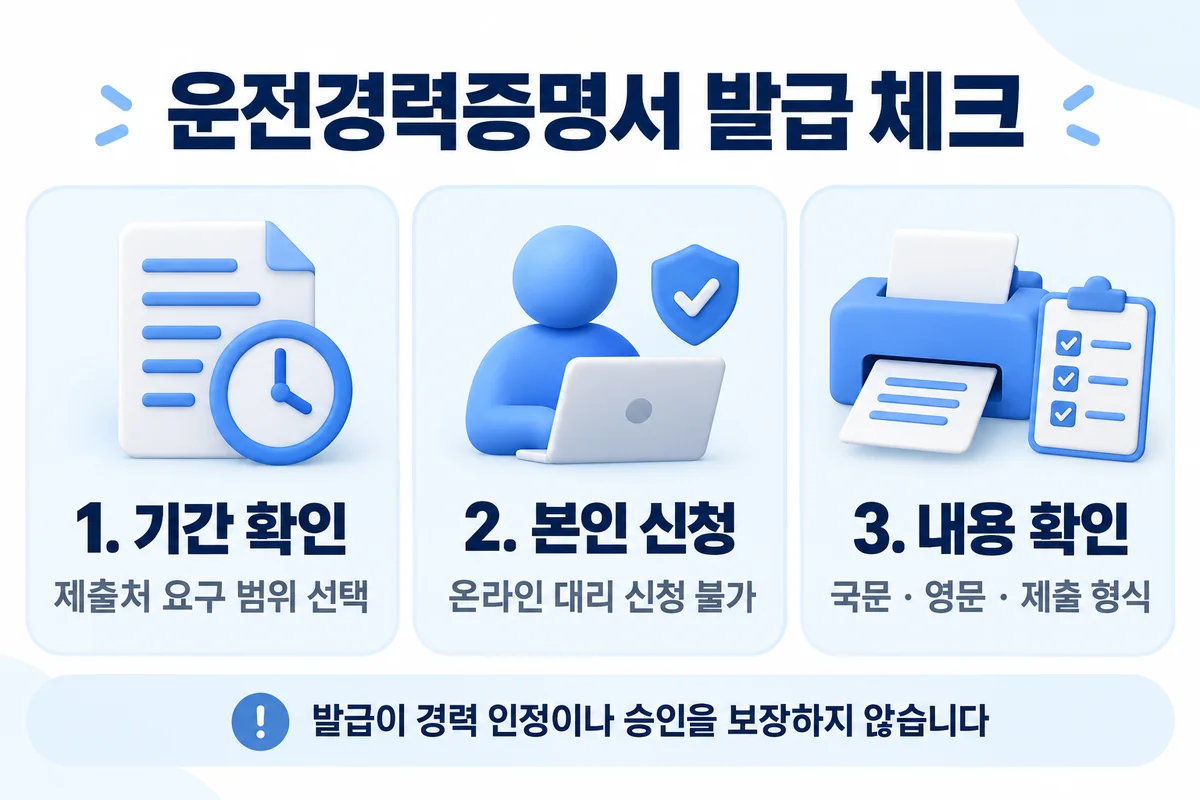 운전경력증명서 발급 체크
1. 기간 확인
제출처 요구 범위 선택
2. 본인 신청
온라인 대리 신청 불가
3. 내용 확인
국문 · 영문 · 제출 형식
! 발급이 경력 인정이나 승인을 보장하지 않습니다